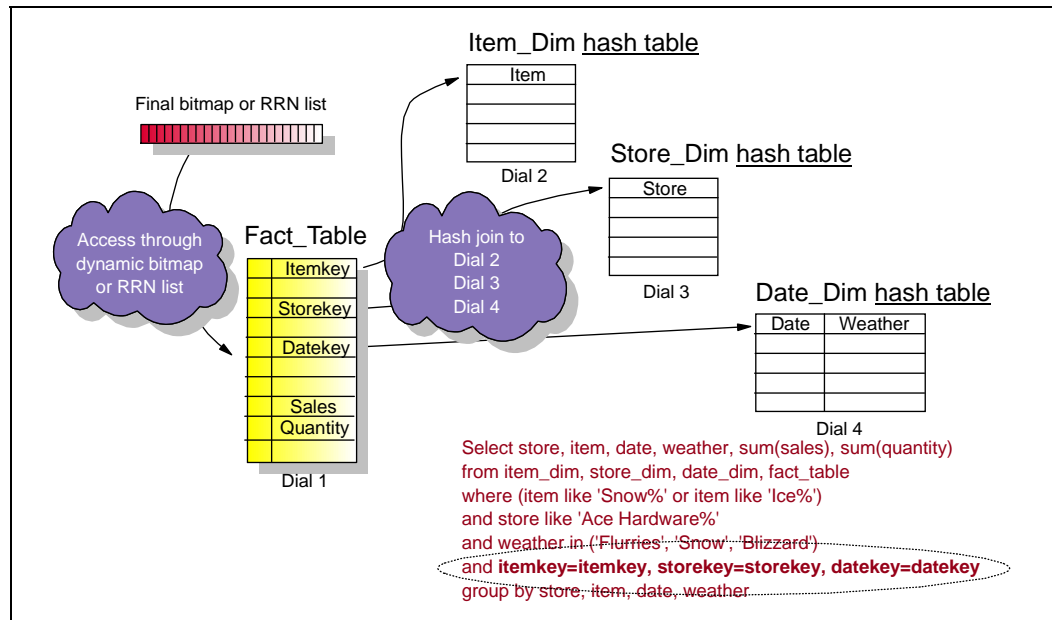 Item_Dim hash table
Item
Dial 2
Final bitmap or RRN list
Store_Dim hash table
Store
Dial 3
Access through
dynamic bitmap
or RRN list
Fact_Table
Itemkey
Storekey
Datekey
Sales
Quantity
Dial 1
Hash join to
Dial 2
Dial 3
Dial 4
Date_Dim hash table
Date Weather
Dial 4
Select store, item, date, weather, sum(sales), sum(quantity)
from item_dim, store_dim, date_dim, fact_table
where (item like 'Snow%' or item like 'Ice%')
and store like 'Ace Hardware%'
and weather in ('Flurries', 'Snow', 'Blizzard')
and itemkey=itemkey, storekey=storekey, datekey=datekey
group by store, item, date, weather